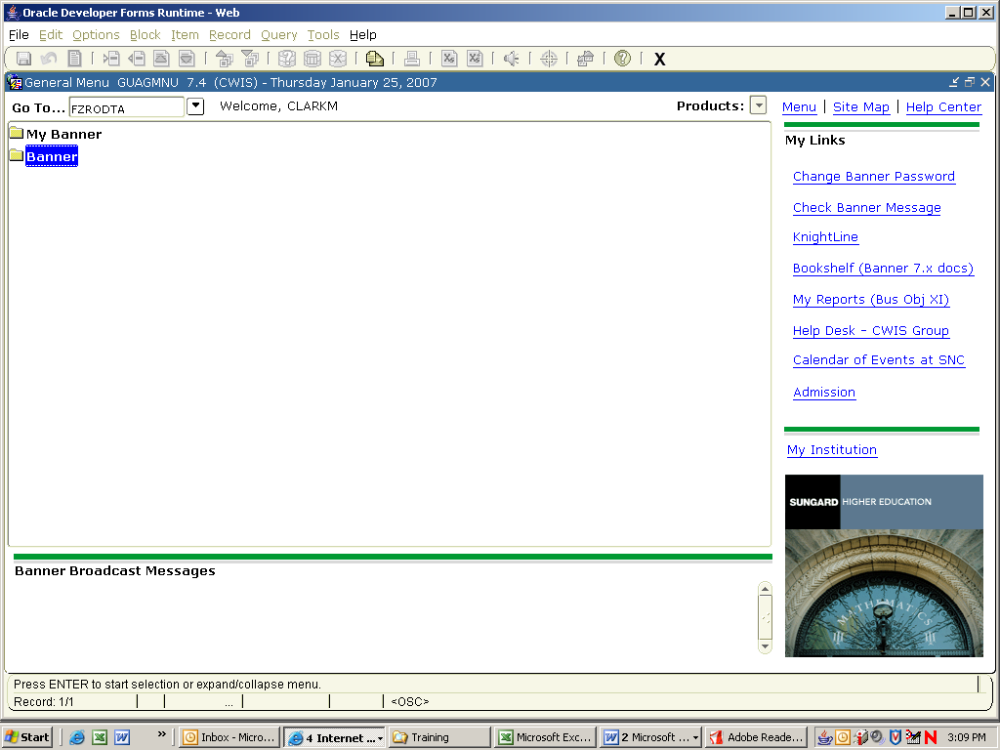 Oracle Developer Forms Runtime - Web
File Edit Options Block Item Record Query Tools Help
X
General Menu GUAGMNU 7.4 (CWIS) - Thursday January 25, 2007
Go To... FZRODTA Welcome, CLARKM Products: Menu | Site Map | Help Center
My Banner
Banner
My Links
Change Banner Password
Check Banner Message
KnightLine
Bookshelf (Banner 7.x docs)
My Reports (Bus Obj XI)
Help Desk - CWIS Group
Calendar of Events at SNC
Admission
My Institution
SUNGARD HIGHER EDUCATION
MATHEMATICS
Banner Broadcast Messages
Press ENTER to start selection or expand/collapse menu.
Record: 1/1 ... <OSC>
Start » Inbox - Micro... 4 Internet ... Training Microsoft Exc... 2 Microsoft ... Adobe Reade... 3:09 PM